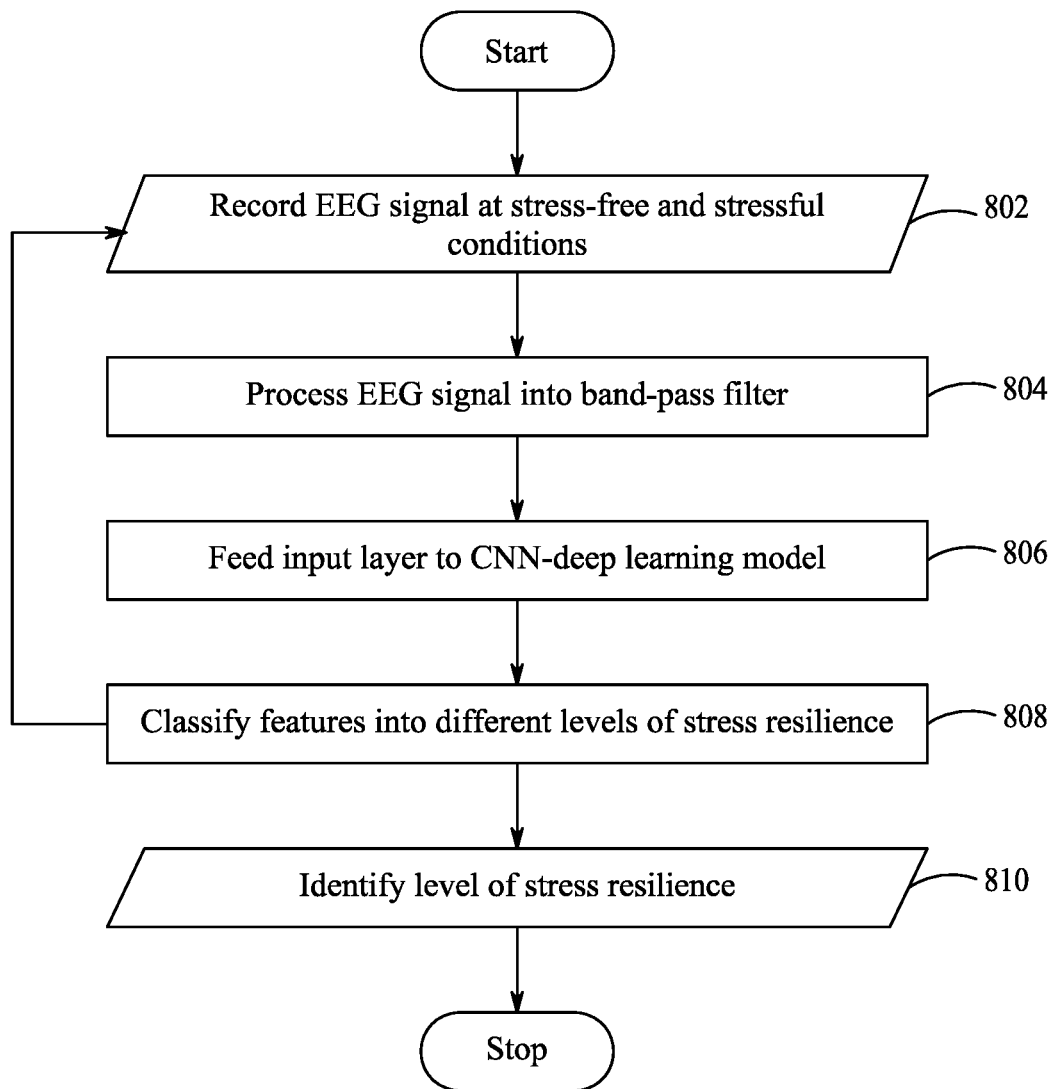 Start
Record EEG signal at stress-free and stressful
conditions
802
Process EEG signal into band-pass filter
804
Feed input layer to CNN-deep learning model
806
Classify features into different levels of stress resilience
808
Identify level of stress resilience
810
Stop